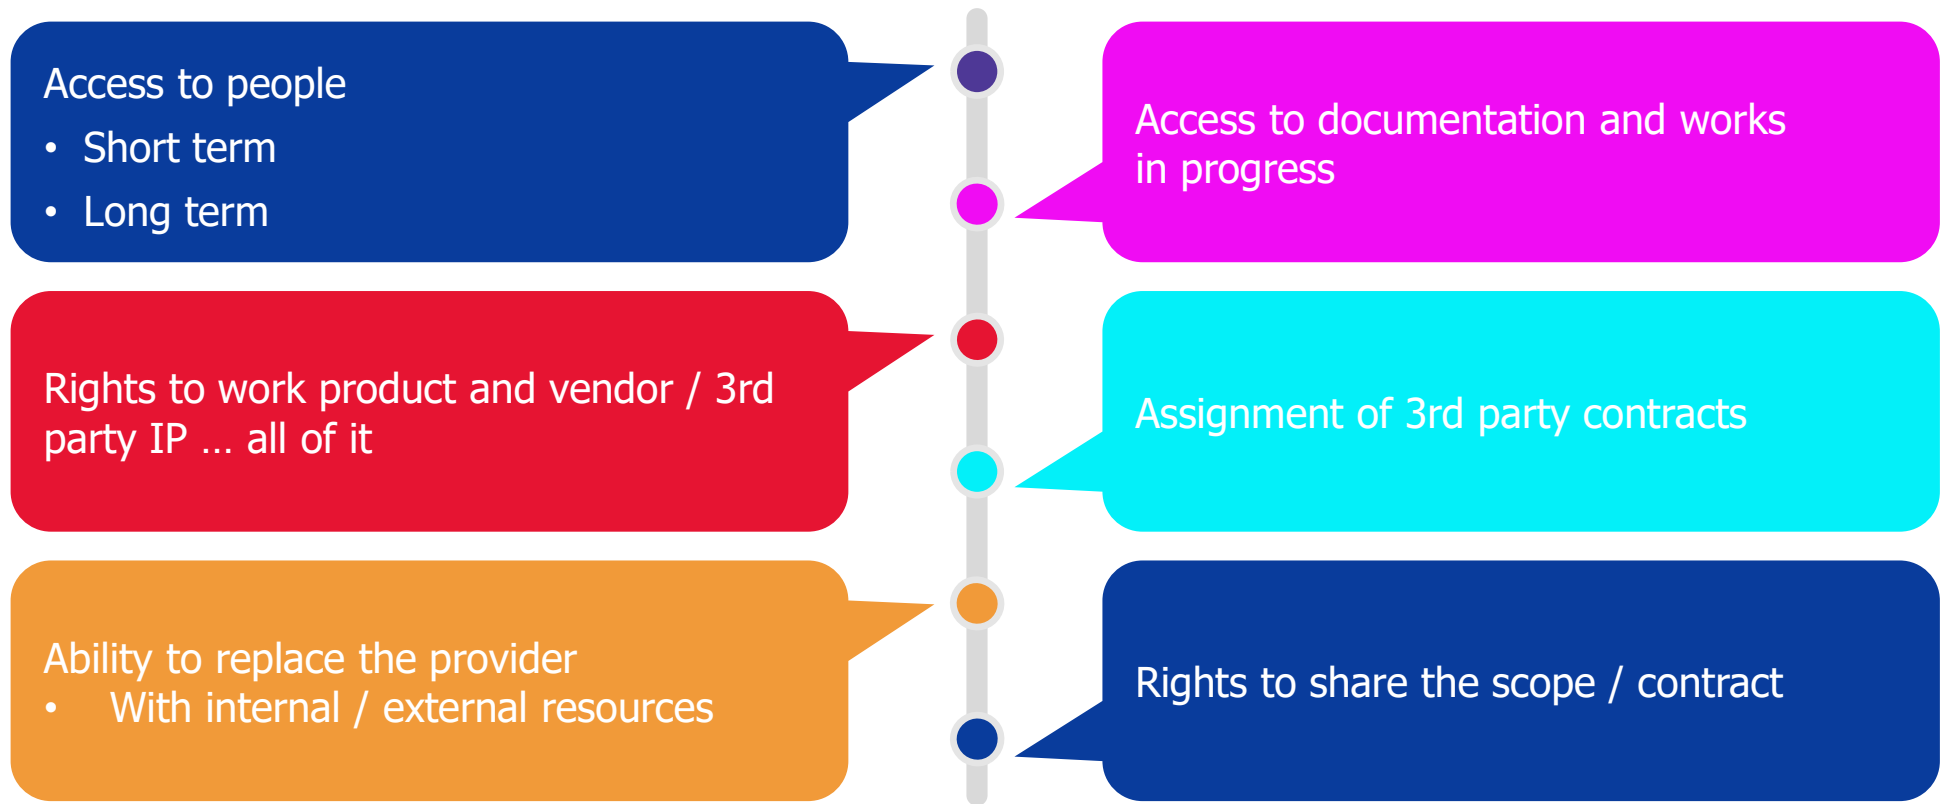 Access to people
• Short term
• Long term
Access to documentation and works
in progress
Rights to work product and vendor / 3rd
party IP ... all of it
Assignment of 3rd party contracts
Ability to replace the provider
• With internal / external resources
Rights to share the scope / contract